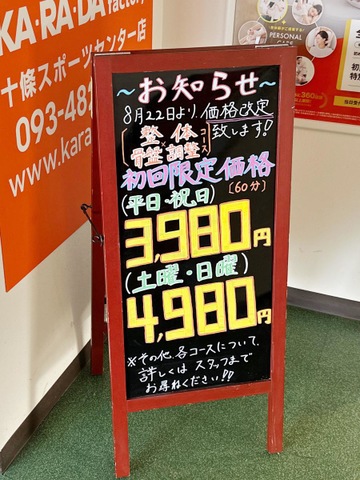 KA·RA·DA factory
十條スポーツセンター店
093-482
www.kara
PERSONAL
～お知らせ～
8月22日より、価格改定
致します!!
[整体×骨盤調整コース]
初回限定価格
(平日・祝日) [60分]
3,980円
(土曜・日曜)
4,980円
※その他、各コースについて、
詳しくは スタッフまで
お尋ねください!!